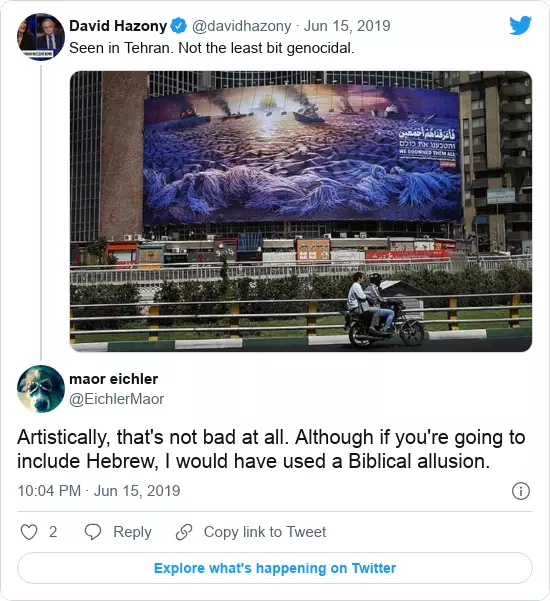 David Hazony @davidhazony · Jun 15, 2019
Seen in Tehran. Not the least bit genocidal.
فَأَغْرَقْنَاهُمْ أَجْمَعِينَ
והטבענו את כולם
WE DROWNED THEM ALL
maor eichler
@EichlerMaor
Artistically, that's not bad at all. Although if you're going to
include Hebrew, I would have used a Biblical allusion.
10:04 PM · Jun 15, 2019
2 Reply Copy link to Tweet
Explore what's happening on Twitter